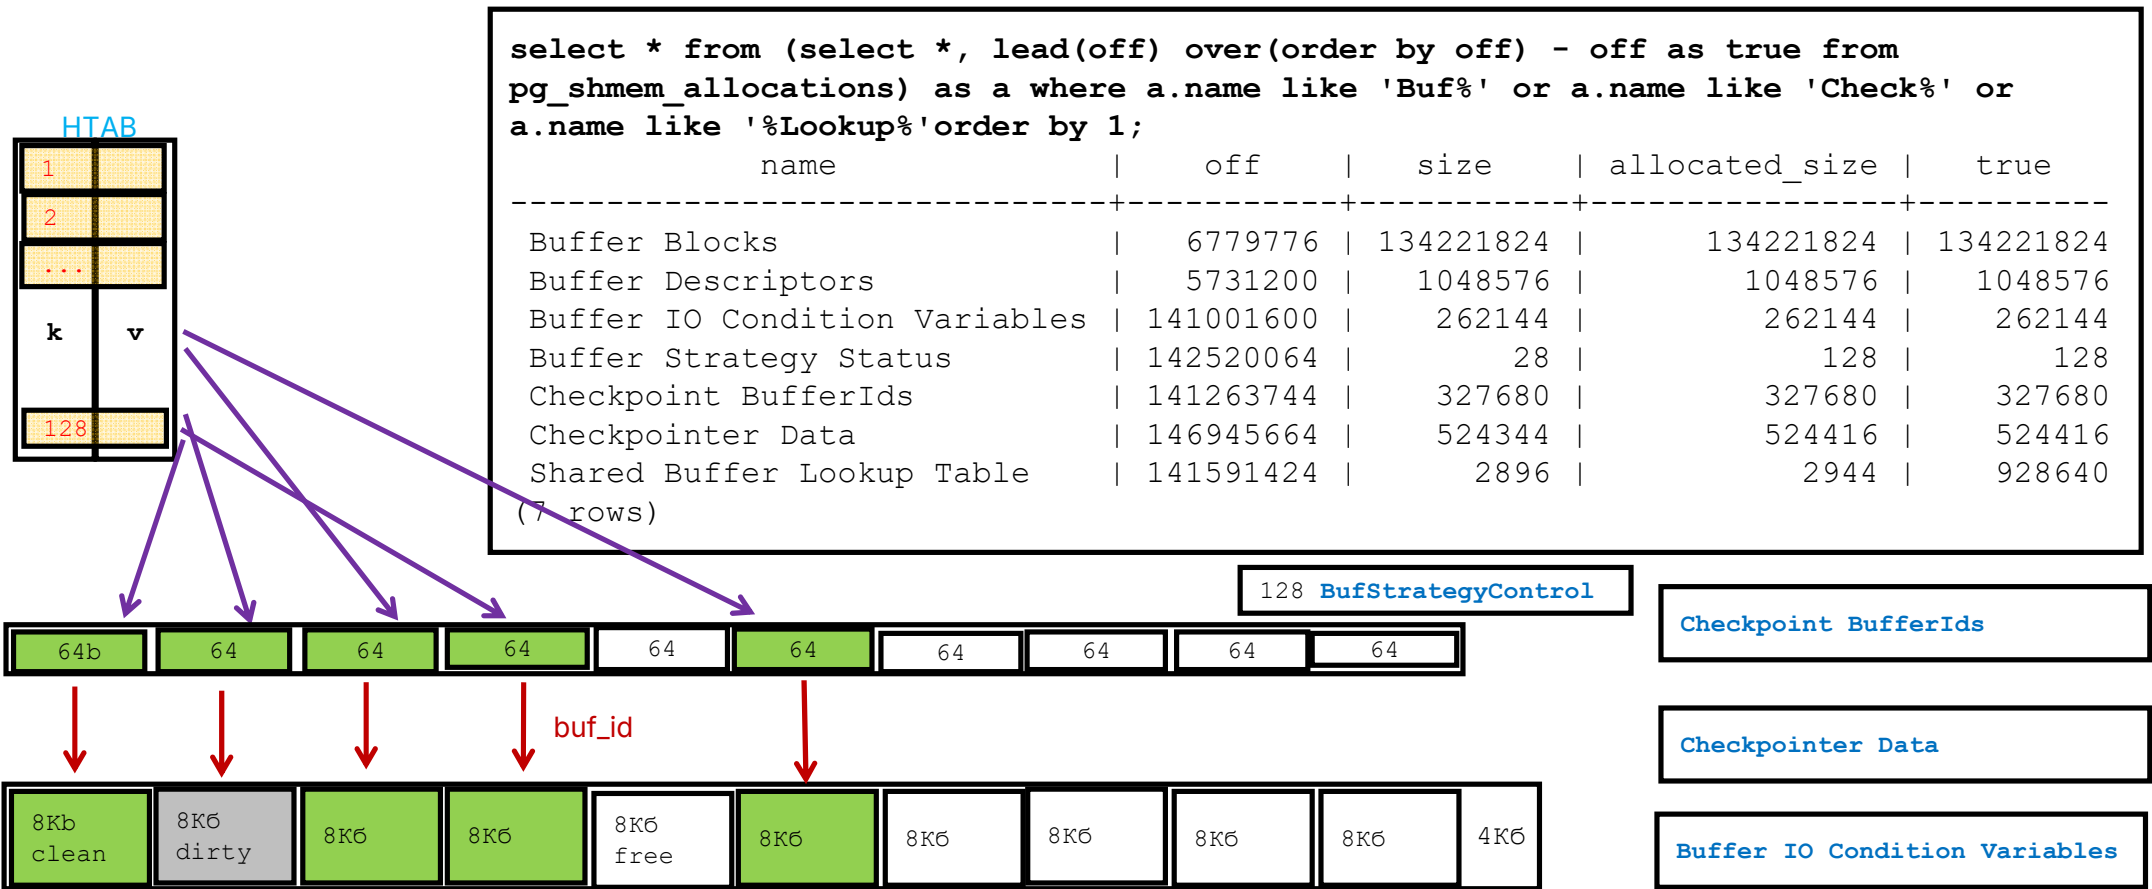 select * from (select *, lead(off) over(order by off) - off as true from
pg_shmem_allocations) as a where a.name like 'Buf%' or a.name like 'Check%' or
a.name like '%Lookup%'order by 1;
name | off | size | allocated_size | true
-------------------------------+-----------+-----------+----------------+----------
Buffer Blocks | 6779776 | 134221824 | 134221824 | 134221824
Buffer Descriptors | 5731200 | 1048576 | 1048576 | 1048576
Buffer IO Condition Variables | 141001600 | 262144 | 262144 | 262144
Buffer Strategy Status | 142520064 | 28 | 128 | 128
Checkpoint BufferIds | 141263744 | 327680 | 327680 | 327680
Checkpointer Data | 146945664 | 524344 | 524416 | 524416
Shared Buffer Lookup Table | 141591424 | 2896 | 2944 | 928640
(7 rows)
HTAB
1
2
...
k v
128
128 BufStrategyControl
Checkpoint BufferIds
64b 64 64 64 64 64 64 64 64 64
buf_id
Checkpointer Data
8Kb
clean
8Кб
dirty
8Кб
8Кб
8Кб
free
8Кб
8Кб
8Кб
8Кб
8Кб
4Кб
Buffer IO Condition Variables